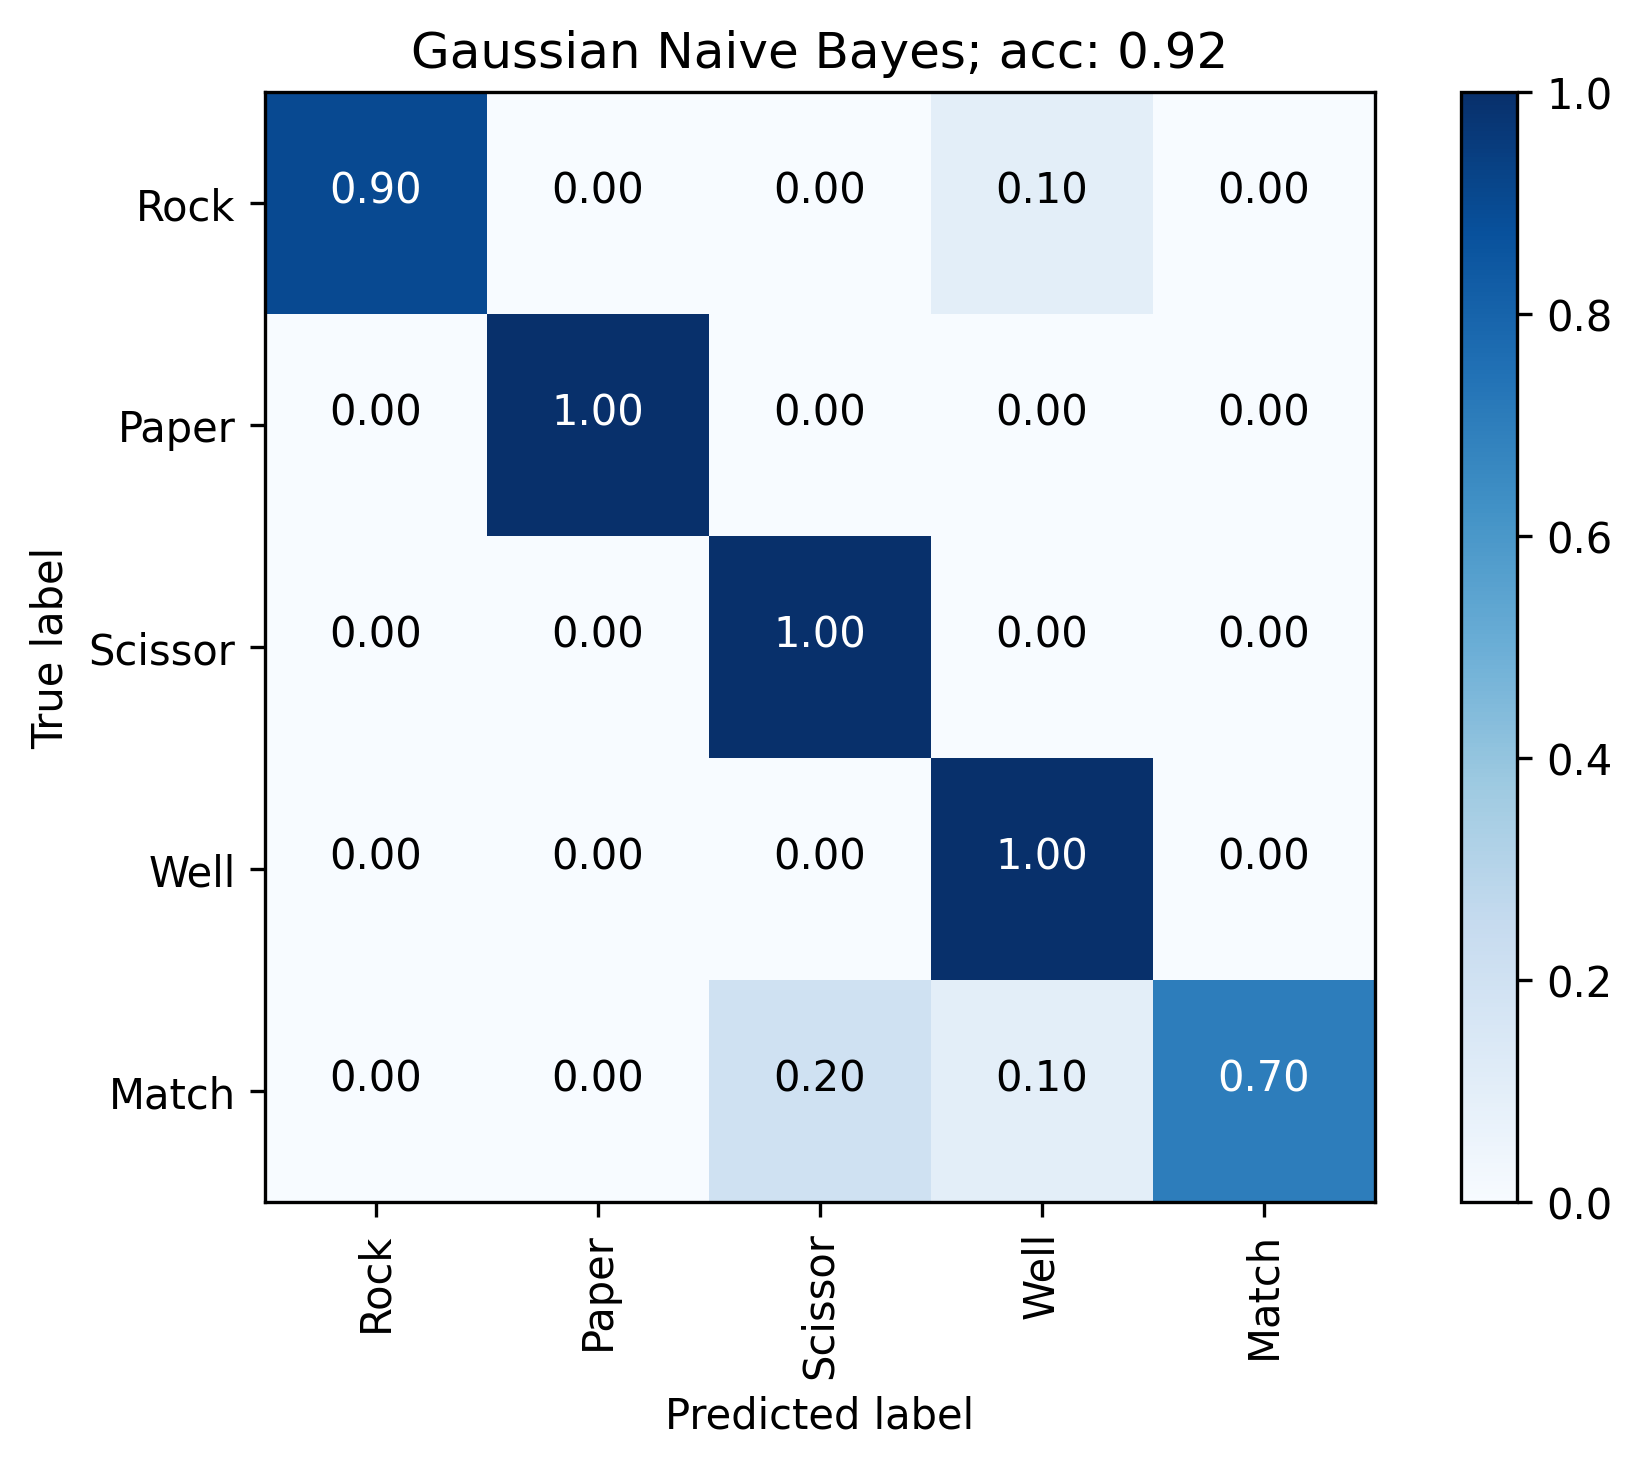 Gaussian Naive Bayes; acc: 0.92
True label
Rock 0.90 0.00 0.00 0.10 0.00
Paper 0.00 1.00 0.00 0.00 0.00
Scissor 0.00 0.00 1.00 0.00 0.00
Well 0.00 0.00 0.00 1.00 0.00
Match 0.00 0.00 0.20 0.10 0.70
Rock Paper Scissor Well Match
Predicted label
1.0
0.8
0.6
0.4
0.2
0.0